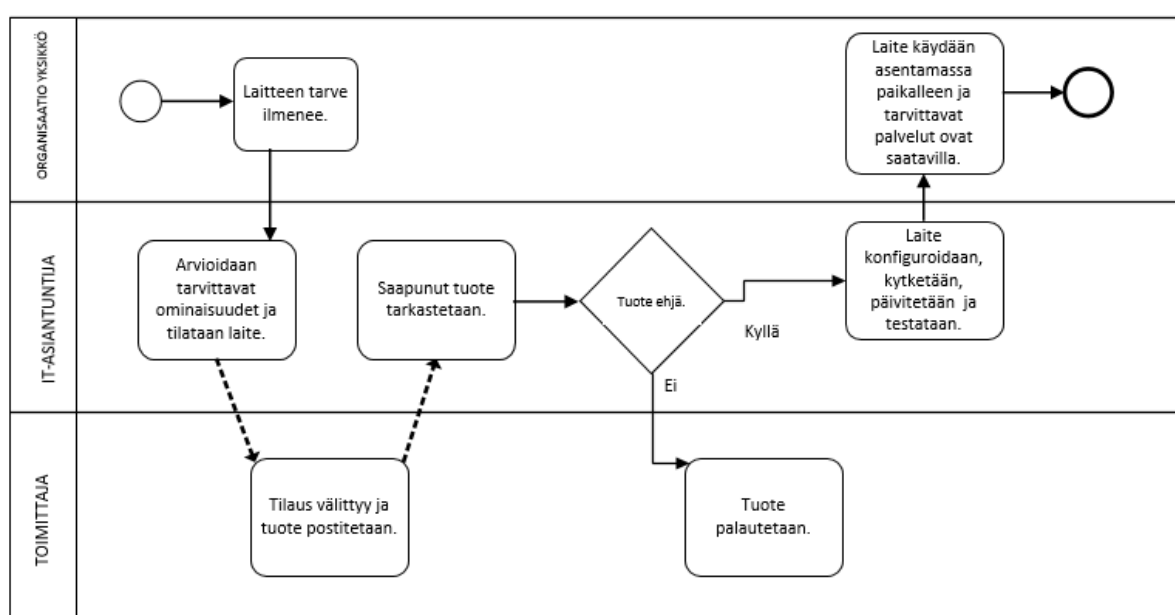 ORGANISAATIO YKSIKKÖ
Laitteen tarve
ilmenee.
Laite käydään
asentamassa
paikalleen ja
tarvittavat
palvelut ovat
saatavilla.
IT-ASIANTUNTIJA
Arvioidaan
tarvittavat
ominaisuudet ja
tilataan laite.
Saapunut tuote
tarkastetaan.
Tuote ehjä.
Kyllä
Ei
Laite
konfiguroidaan,
kytketään,
päivitetään ja
testataan.
TOIMITTAJA
Tilaus välittyy ja
tuote postitetaan.
Tuote
palautetaan.